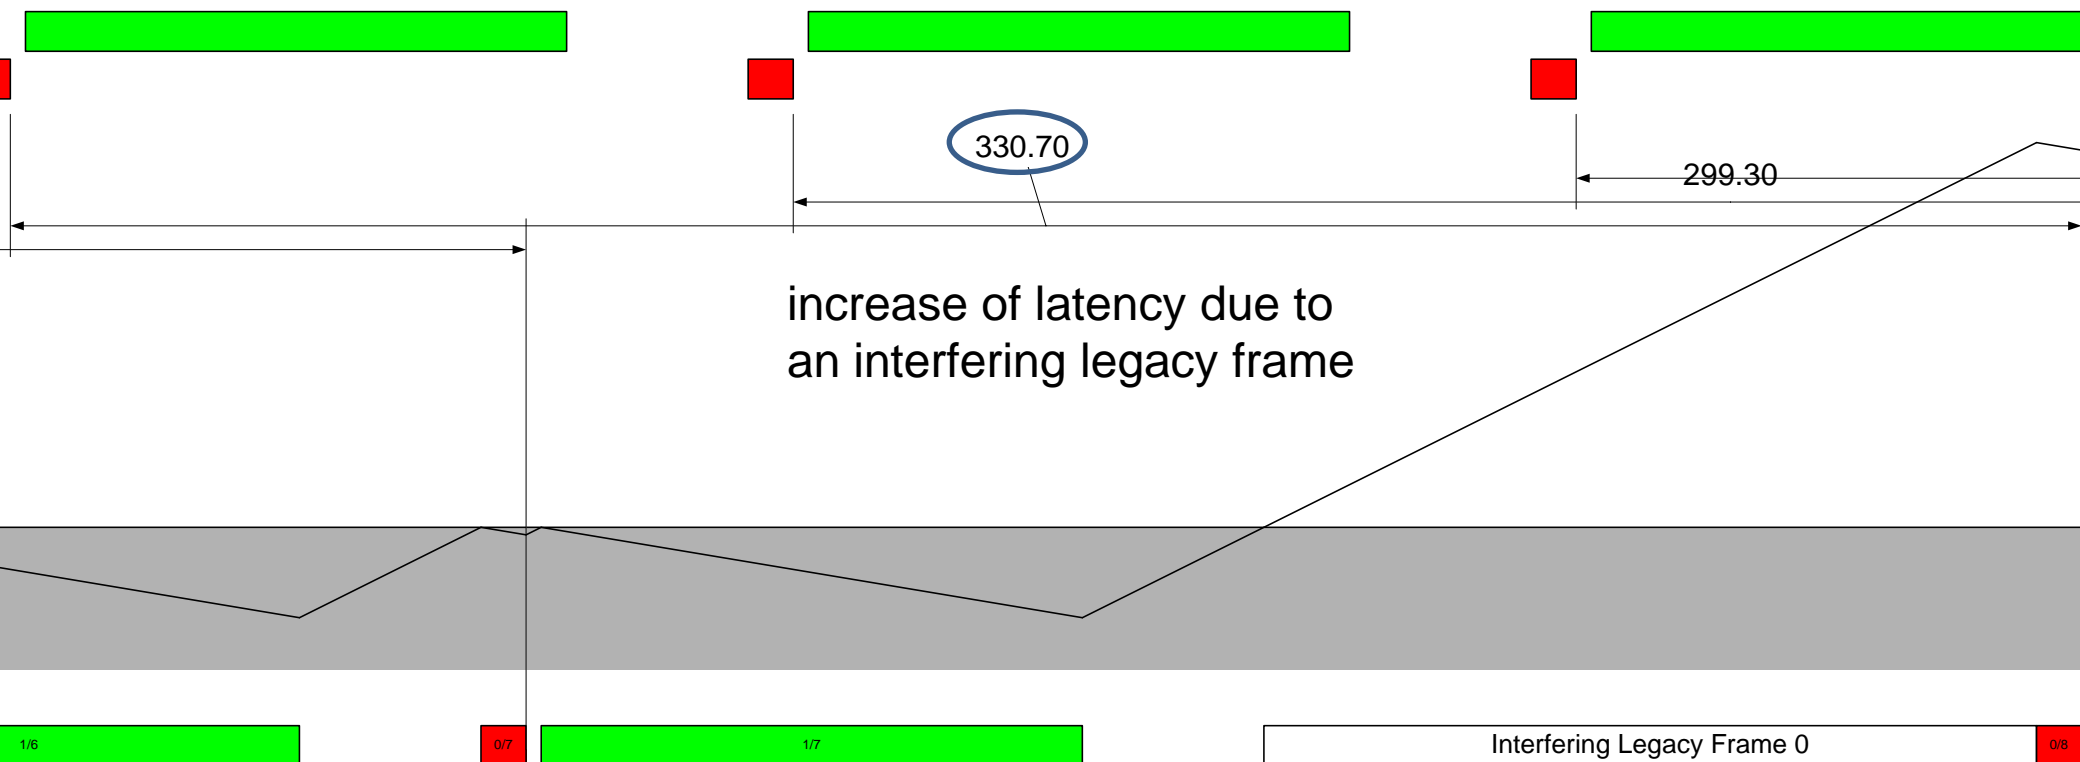 330.70
299.30
increase of latency due to
an interfering legacy frame
1/6
0/7
1/7
Interfering Legacy Frame 0
0/8